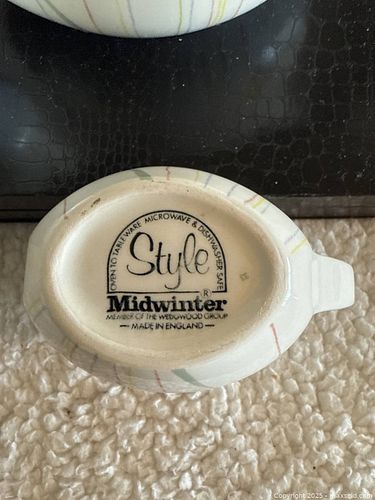 OVEN TO TABLEWARE MICROWAVE & DISHWASHER SAFE
Style
Midwinter ®
MEMBER OF THE WEDGWOOD GROUP
— MADE IN ENGLAND —
Copyright 2025 - maxsold.com